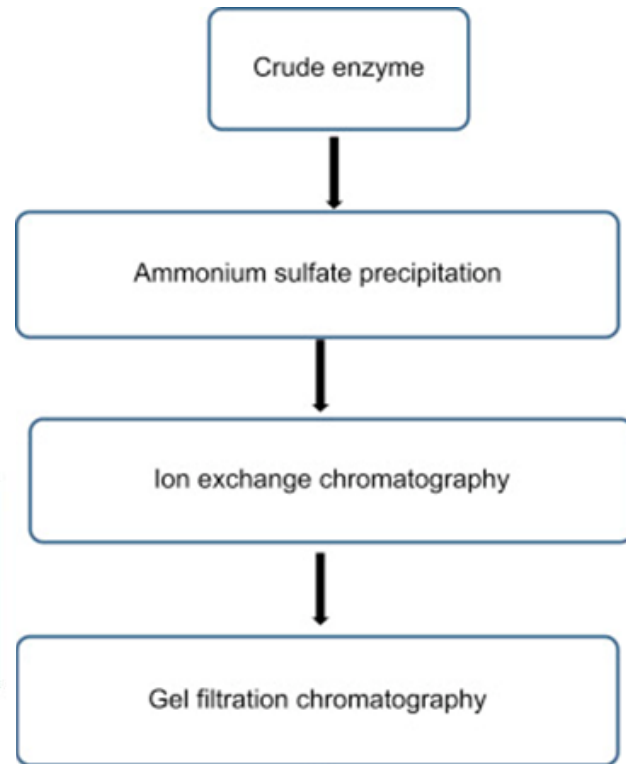 Crude enzyme
Ammonium sulfate precipitation
Ion exchange chromatography
Gel filtration chromatography